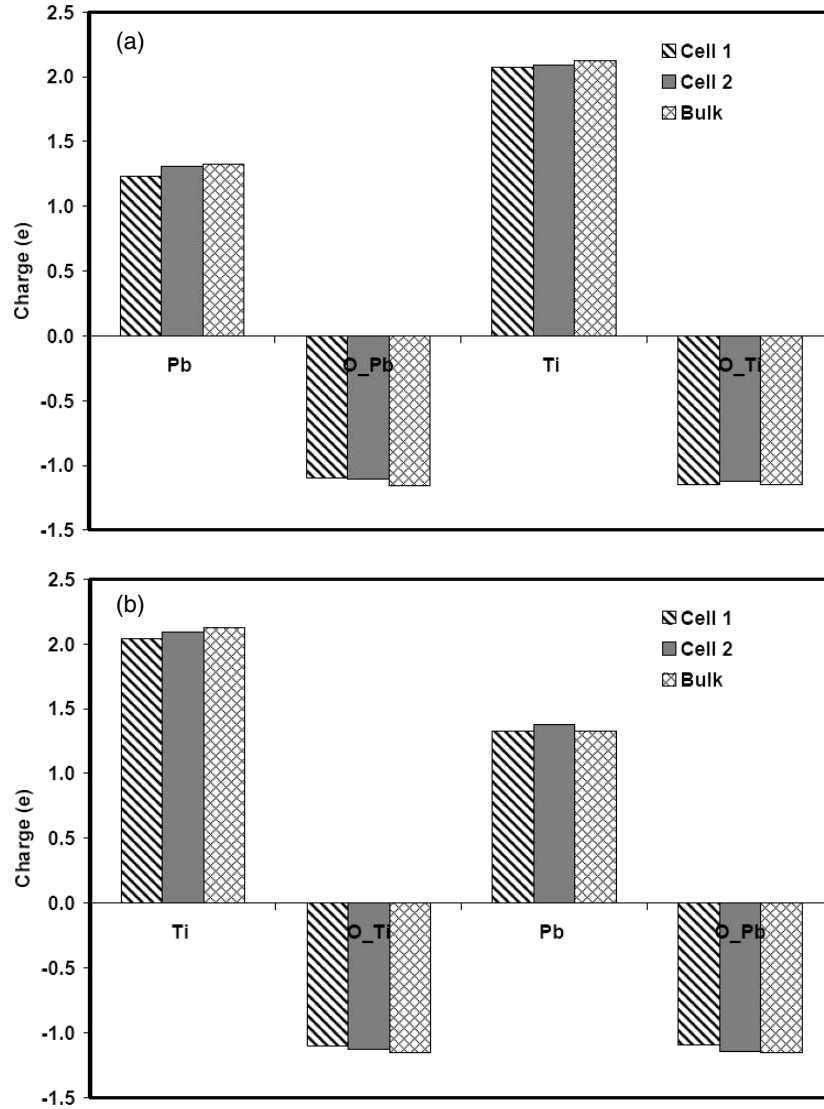 (a)
2.5
2.0
1.5
1.0
0.5
0.0
-0.5
-1.0
-1.5
Charge (e)
Cell 1
Cell 2
Bulk
Pb
O_Pb
Ti
O_Ti
(b)
2.5
2.0
1.5
1.0
0.5
0.0
-0.5
-1.0
-1.5
Charge (e)
Cell 1
Cell 2
Bulk
Ti
O_Ti
Pb
O_Pb